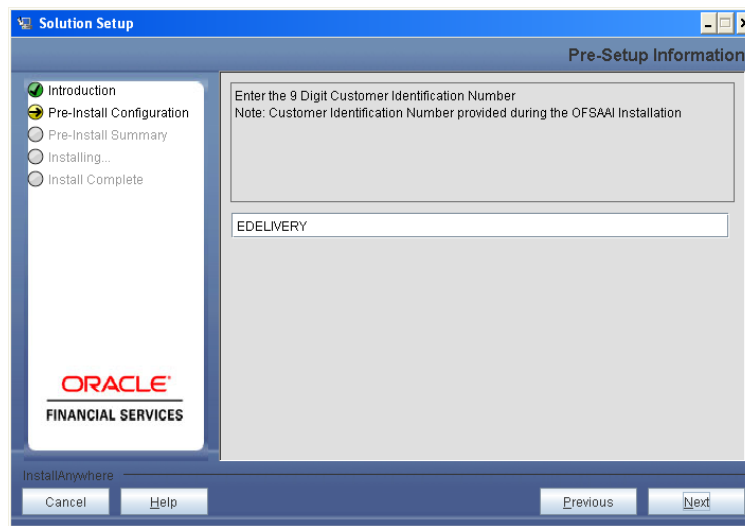 Solution Setup
Pre-Setup Information
Introduction
Pre-Install Configuration
Pre-Install Summary
Installing...
Install Complete
ORACLE
FINANCIAL SERVICES
Enter the 9 Digit Customer Identification Number
Note: Customer Identification Number provided during the OFSAAI Installation
EDELIVERY
InstallAnywhere
Cancel
Help
Previous
Next